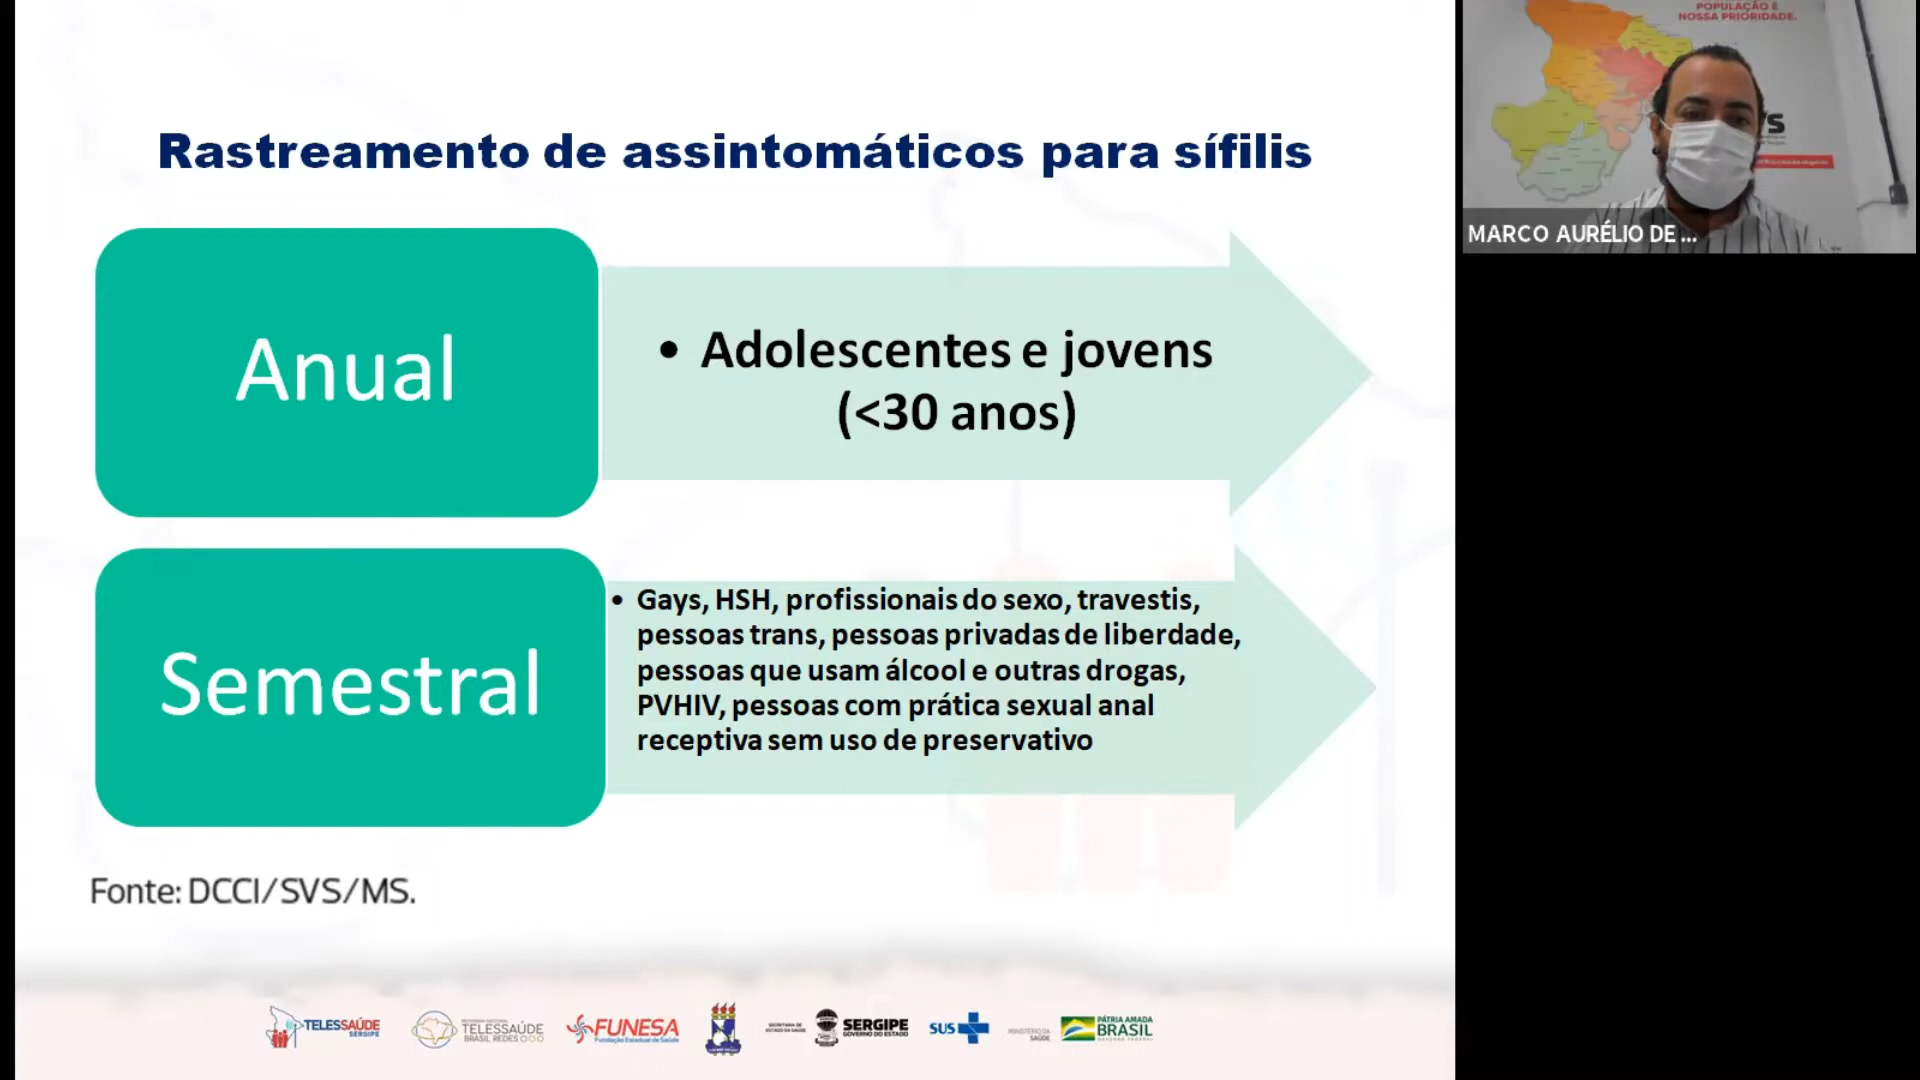 Rastreamento de assintomáticos para sífilis
Anual
• Adolescentes e jovens
(<30 anos)
Semestral
• Gays, HSH, profissionais do sexo, travestis,
pessoas trans, pessoas privadas de liberdade,
pessoas que usam álcool e outras drogas,
PVHIV, pessoas com prática sexual anal
receptiva sem uso de preservativo
Fonte: DCCI/SVS/MS.
TELESSAÚDE
SERGIPE
TELESSAÚDE
BRASIL REDES
FUNESA
Fundação Estadual de Saúde
SECRETARIA DE
ESTADO DA SAÚDE
SERGIPE
GOVERNO DO ESTADO
SUS
MINISTÉRIO DA
SAÚDE
PÁTRIA AMADA
BRASIL
GOVERNO FEDERAL
POPULAÇÃO É
NOSSA PRIORIDADE.
MARCO AURÉLIO DE ...